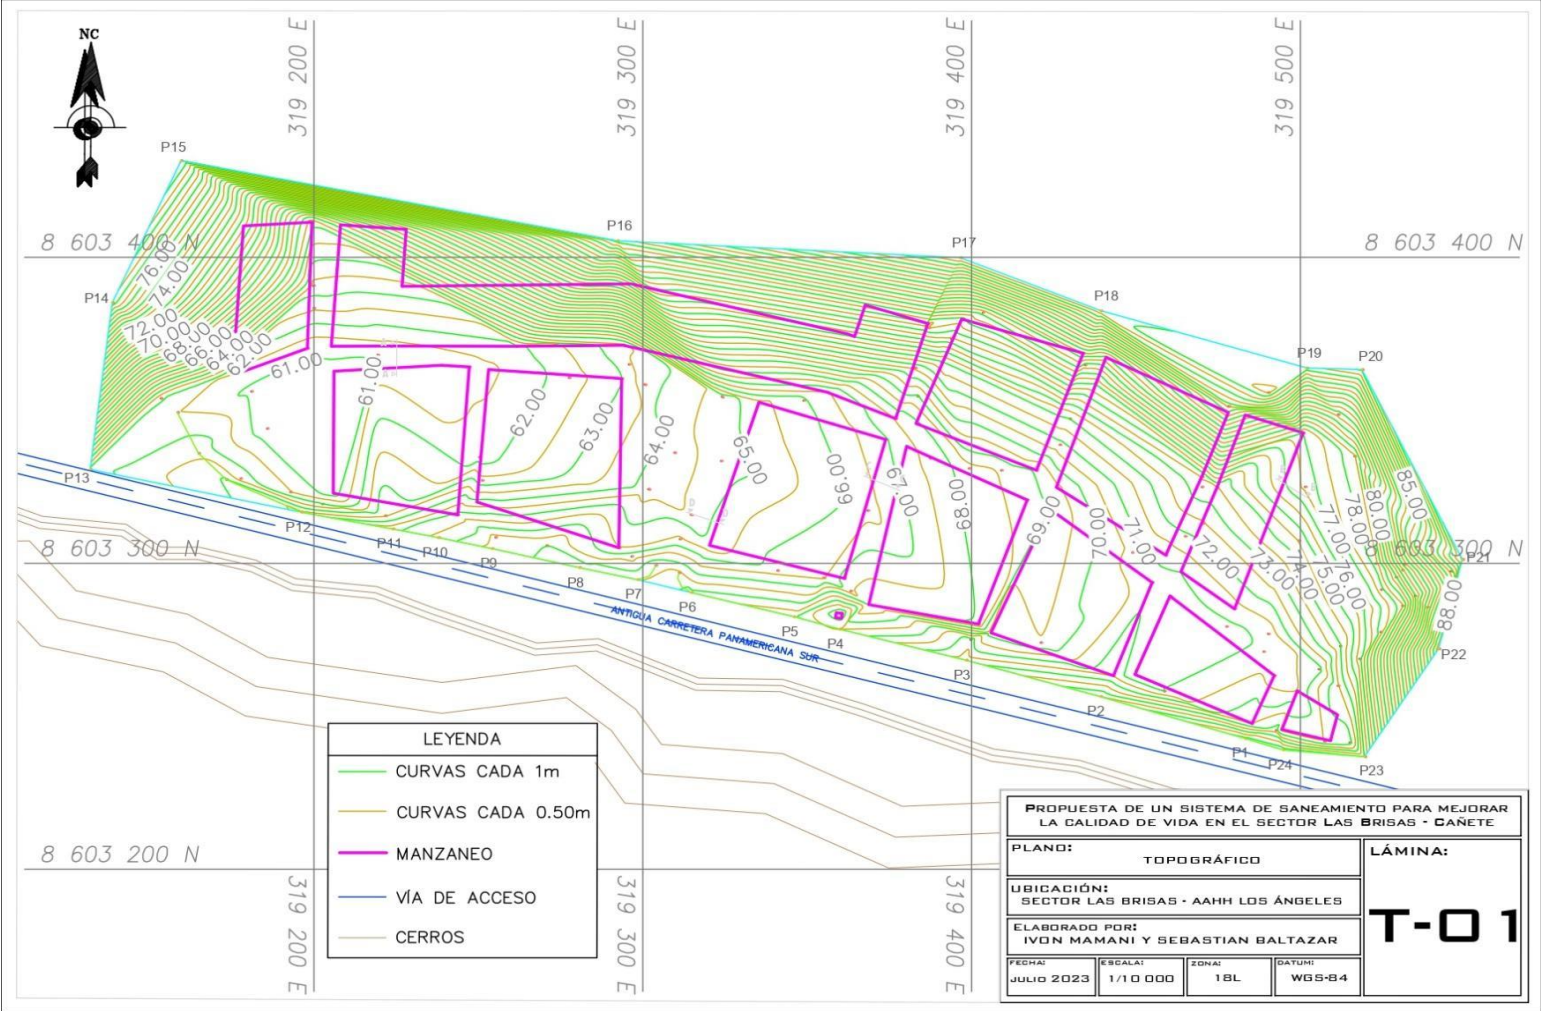 NC
319 200 E
319 300 E
319 400 E
319 500 E
P15
P16
P17
8 603 400 N
8 603 400 N
76.00
74.00
P14
P18
72.00
70.00
68.00
66.00
64.00
62.00
61.00
61.00
P19
P20
62.00
63.00
64.00
65.00
66.00
67.00
68.00
69.00
70.00
71.00
72.00
73.00
74.00
75.00
76.00
77.00
78.00
80.00
85.00
88.00
P13
P12
P11
P10
P9
P8
P7
P6
P5
P4
P3
P2
P1
P24
P23
P22
P21
8 603 300 N
8 603 300 N
ANTIGUA CARRETERA PANAMERICANA SUR
LEYENDA
CURVAS CADA 1m
CURVAS CADA 0.50m
MANZANEO
VÍA DE ACCESO
CERROS
8 603 200 N
319 200 E
319 300 E
319 400 E
PROPUESTA DE UN SISTEMA DE SANEAMIENTO PARA MEJORAR
LA CALIDAD DE VIDA EN EL SECTOR LAS BRISAS - CAÑETE
PLANO:
TOPOGRÁFICO
UBICACIÓN:
SECTOR LAS BRISAS - AAHH LOS ÁNGELES
ELABORADO POR:
IVON MAMANI Y SEBASTIAN BALTAZAR
FECHA:
JULIO 2023
ESCALA:
1/10 000
ZONA:
18L
DATUM:
WGS-84
LÁMINA:
T-01